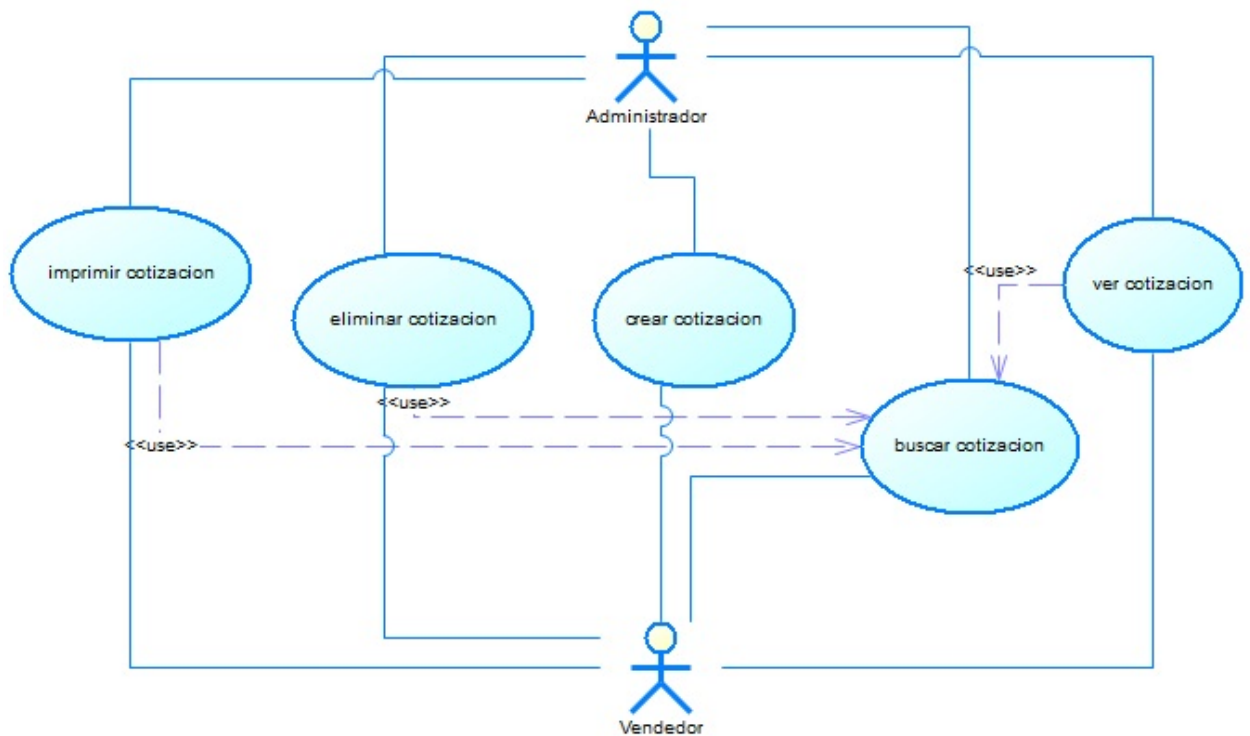 Administrador
imprimir cotizacion
eliminar cotizacion
crear cotizacion
<<use>>
ver cotizacion
<<use>>
<<use>>
buscar cotizacion
Vendedor